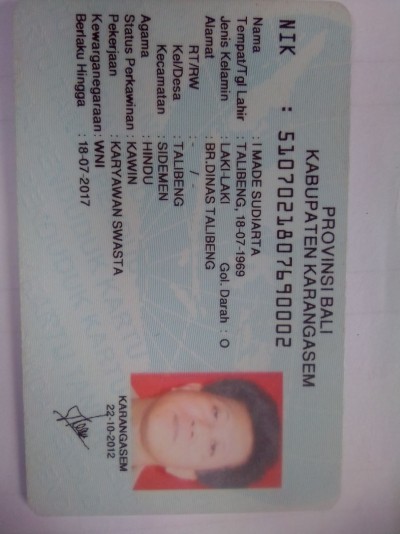 PROVINSI BALI
KABUPATEN KARANGASEM
NIK : 5107021807690002
Nama : I MADE SUDIARTA
Tempat/Tgl Lahir : TALIBENG, 18-07-1969
Jenis Kelamin : LAKI-LAKI Gol. Darah : O
Alamat : BR.DINAS TALIBENG
RT/RW : - / -
Kel/Desa : TALIBENG
Kecamatan : SIDEMEN
Agama : HINDU
Status Perkawinan : KAWIN
Pekerjaan : KARYAWAN SWASTA
Kewarganegaraan : WNI
Berlaku Hingga : 18-07-2017
KARANGASEM
22-10-2012